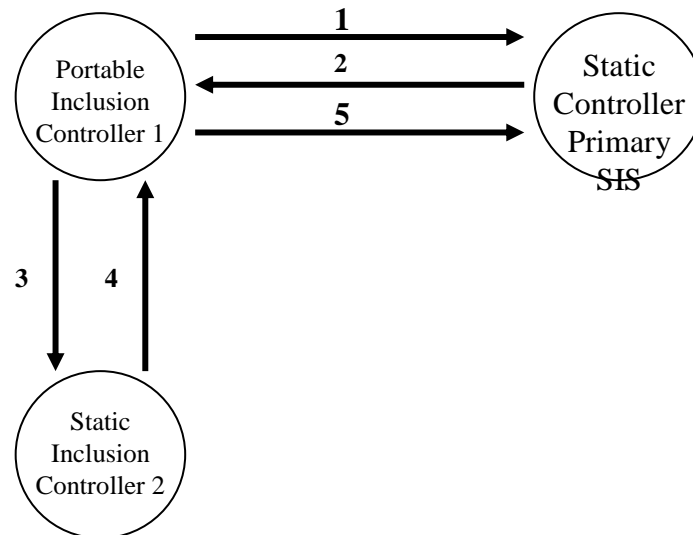 1
Portable
Inclusion
Controller 1
2
Static
Controller
Primary
SIS
5
3
4
Static
Inclusion
Controller 2